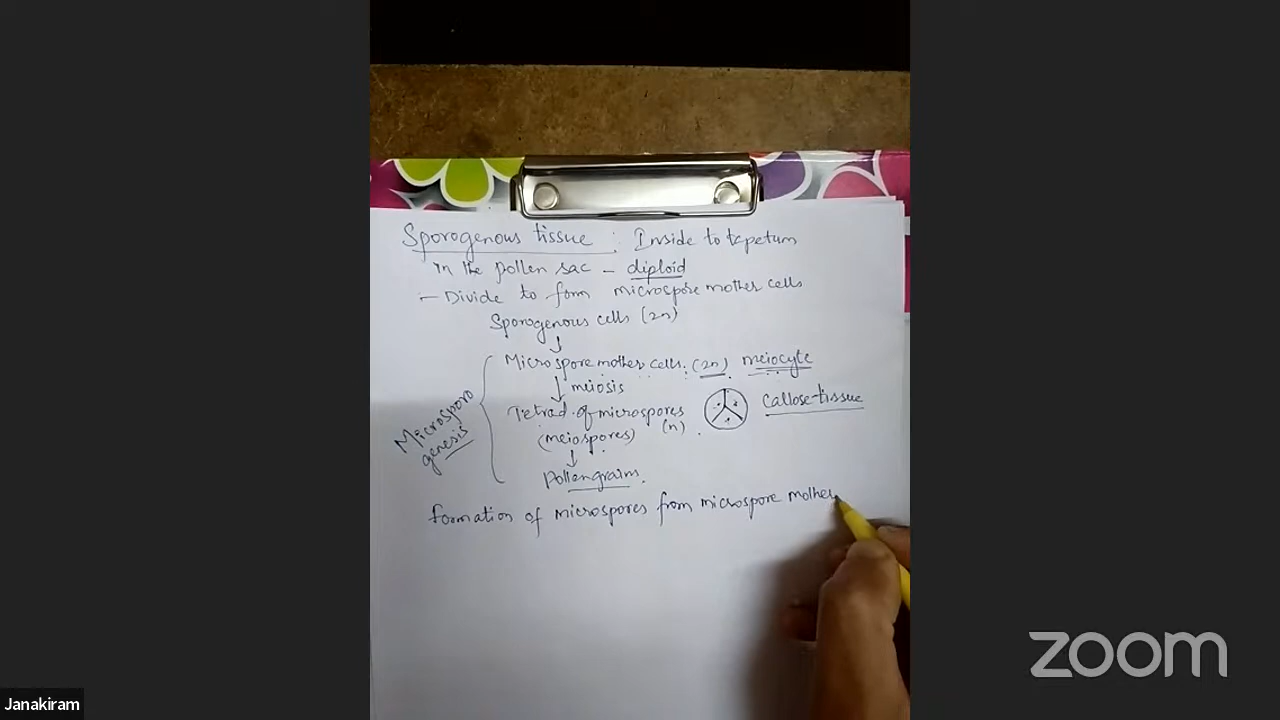 Sporogenous tissue : Inside to tapetum
in the pollen sac - diploid
- Divide to form microspore mother cells
Sporogenous cells (2n)
↓
Microspore mother cells. (2n) meiocyte
↓ meiosis
Tetrad of microspores (n) callose-tissue
(meiospores)
↓
Pollengrains.
Microsporo
genesis
formation of microspores from microspore mother
zoom
Janakiram